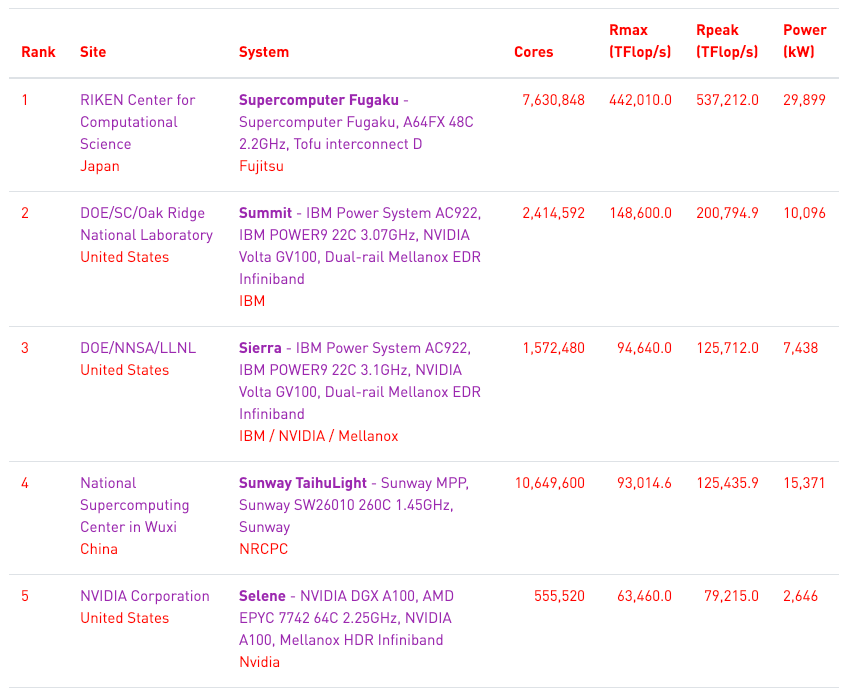 Rank Site System Cores Rmax (TFlop/s) Rpeak (TFlop/s) Power (kW)
1 RIKEN Center for Supercomputer Fugaku - 7,630,848 442,010.0 537,212.0 29,899
Computational Supercomputer Fugaku, A64FX 48C
Science 2.2GHz, Tofu interconnect D
Japan Fujitsu
2 DOE/SC/Oak Ridge Summit - IBM Power System AC922, 2,414,592 148,600.0 200,794.9 10,096
National Laboratory IBM POWER9 22C 3.07GHz, NVIDIA
United States Volta GV100, Dual-rail Mellanox EDR
Infiniband
IBM
3 DOE/NNSA/LLNL Sierra - IBM Power System AC922, 1,572,480 94,640.0 125,712.0 7,438
United States IBM POWER9 22C 3.1GHz, NVIDIA
Volta GV100, Dual-rail Mellanox EDR
Infiniband
IBM / NVIDIA / Mellanox
4 National Sunway TaihuLight - Sunway MPP, 10,649,600 93,014.6 125,435.9 15,371
Supercomputing Sunway SW26010 260C 1.45GHz,
Center in Wuxi Sunway
China NRCPC
5 NVIDIA Corporation Selene - NVIDIA DGX A100, AMD 555,520 63,460.0 79,215.0 2,646
United States EPYC 7742 64C 2.25GHz, NVIDIA
A100, Mellanox HDR Infiniband
Nvidia